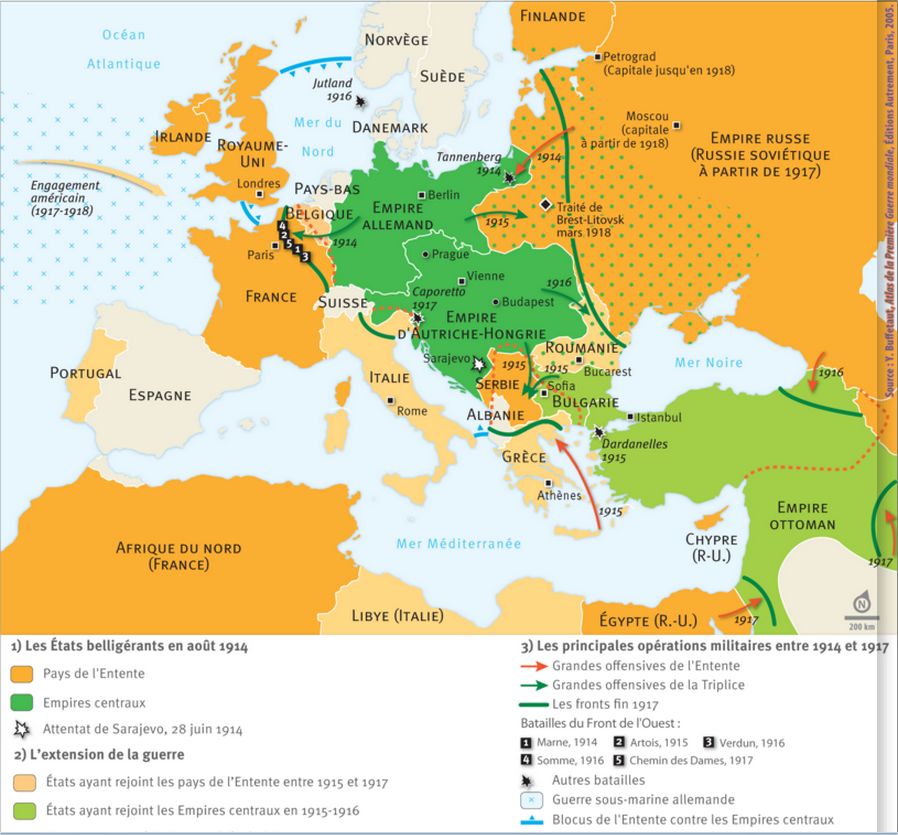 Océan
Atlantique
FINLANDE
NORVÈGE
SUÈDE
Petrograd
(Capitale jusqu'en 1918)
Jutland
1916
Mer du
Nord
DANEMARK
Moscou
(capitale
à partir de 1918)
EMPIRE RUSSE
(RUSSIE SOVIÉTIQUE
À PARTIR DE 1917)
IRLANDE
ROYAUME-
UNI
Londres
Tannenberg
1914
1914
Engagement
américain
(1917-1918)
PAYS-BAS
BELGIQUE
Berlin
EMPIRE
ALLEMAND
1915
Traité de
Brest-Litovsk
mars 1918
4
2
5
1
3
1914
Paris
Prague
Vienne
FRANCE
SUISSE
Caporetto
1917
Budapest
1916
EMPIRE
D'AUTRICHE-HONGRIE
Sarajevo
ROUMANIE
1915
1915
Bucarest
Mer Noire
1916
PORTUGAL
ESPAGNE
ITALIE
Rome
SERBIE
Sofia
BULGARIE
ALBANIE
Istanbul
Dardanelles
1915
GRÈCE
Athènes
1915
EMPIRE
OTTOMAN
CHYPRE
(R-U.)
Mer Méditerranée
AFRIQUE DU NORD
(FRANCE)
LIBYE (ITALIE)
ÉGYPTE (R.-U.)
1917
1917
N
200 km
Source : Y. Buffetaut, Atlas de la Première Guerre mondiale, Éditions Autrement, Paris, 2005.
1) Les États belligérants en août 1914
Pays de l'Entente
Empires centraux
Attentat de Sarajevo, 28 juin 1914
2) L'extension de la guerre
États ayant rejoint les pays de l'Entente entre 1915 et 1917
États ayant rejoint les Empires centraux en 1915-1916
3) Les principales opérations militaires entre 1914 et 1917
Grandes offensives de l'Entente
Grandes offensives de la Triplice
Les fronts fin 1917
Batailles du Front de l'Ouest :
1 Marne, 1914 2 Artois, 1915 3 Verdun, 1916
4 Somme, 1916 5 Chemin des Dames, 1917
Autres batailles
Guerre sous-marine allemande
Blocus de l'Entente contre les Empires centraux